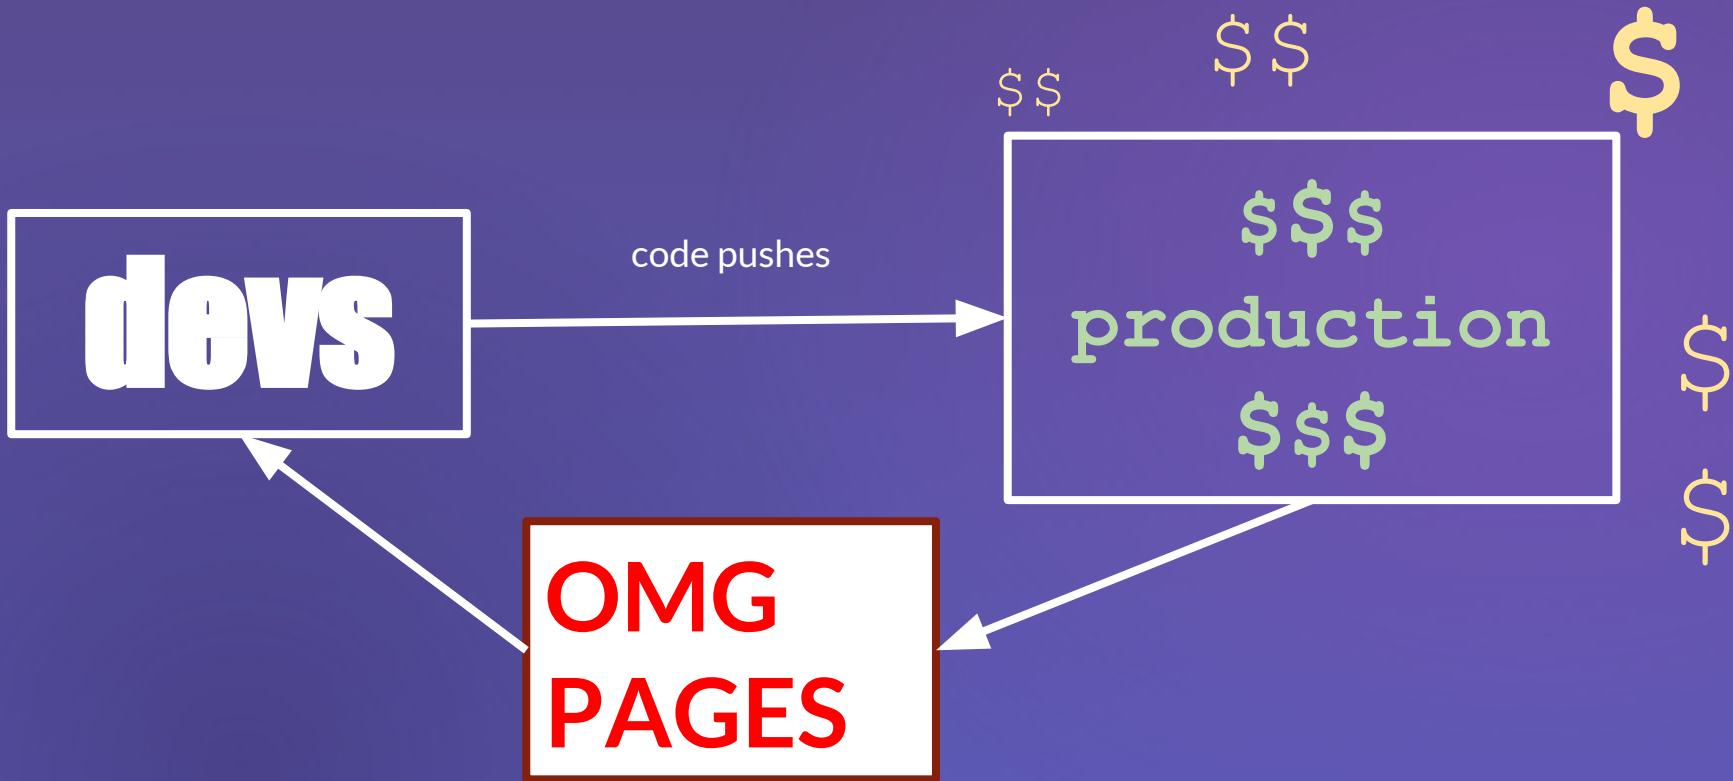 $$
$$
$
devs
code pushes
$$$
production
$$$
$
$
OMG
PAGES